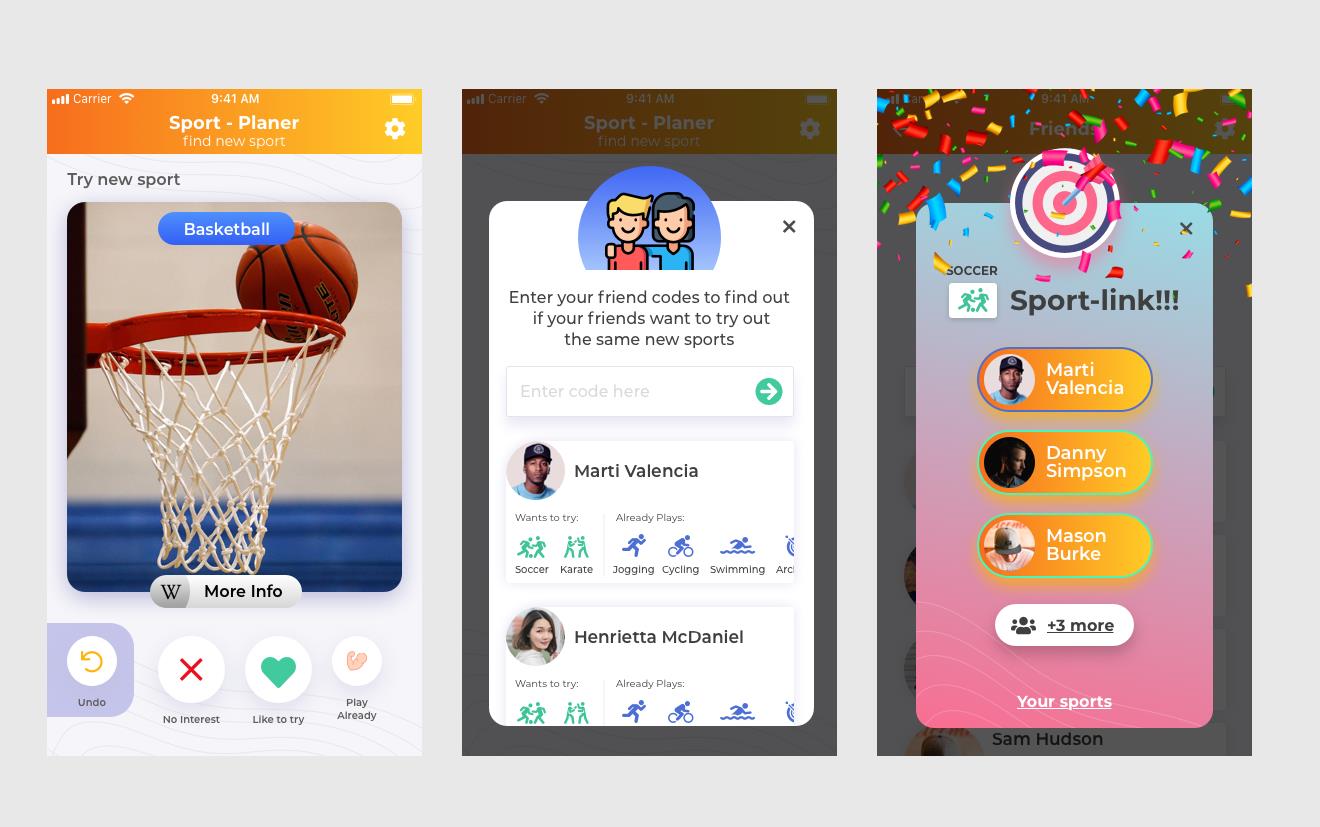 Carrier
9:41 AM
Sport - Planer
find new sport
Try new sport
Basketball
W
More Info
Undo
No Interest
Like to try
Play
Already
Carrier
9:41 AM
Sport - Planer
find new sport
Enter your friend codes to find out
if your friends want to try out
the same new sports
Enter code here
Marti Valencia
Wants to try:
Already Plays:
Soccer
Karate
Jogging
Cycling
Swimming
Henrietta McDaniel
Wants to try:
Already Plays:
9:41 AM
Friends
SOCCER
Sport-link!!!
Marti
Valencia
Danny
Simpson
Mason
Burke
+3 more
Your sports
Sam Hudson